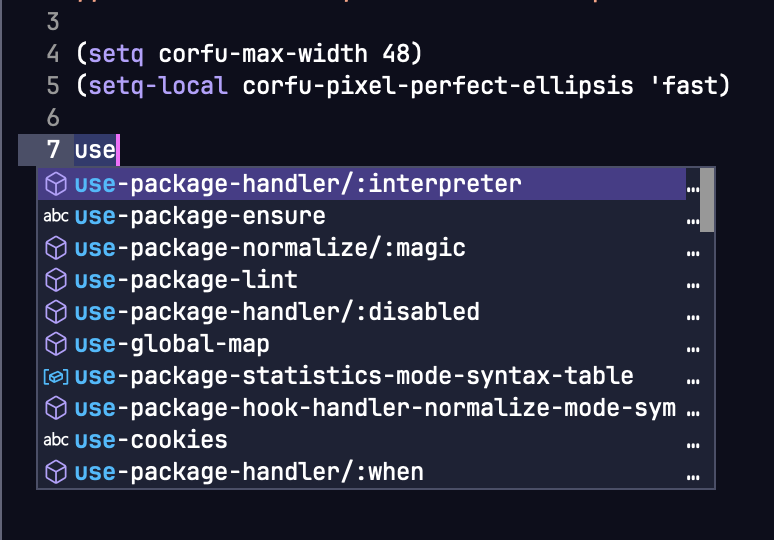 3
4 (setq corfu-max-width 48)
5 (setq-local corfu-pixel-perfect-ellipsis 'fast)
6
7 use
use-package-handler/:interpreter …
abc use-package-ensure …
use-package-normalize/:magic …
use-package-lint …
use-package-handler/:disabled …
use-global-map …
use-package-statistics-mode-syntax-table …
use-package-hook-handler-normalize-mode-sym …
abc use-cookies …
use-package-handler/:when …